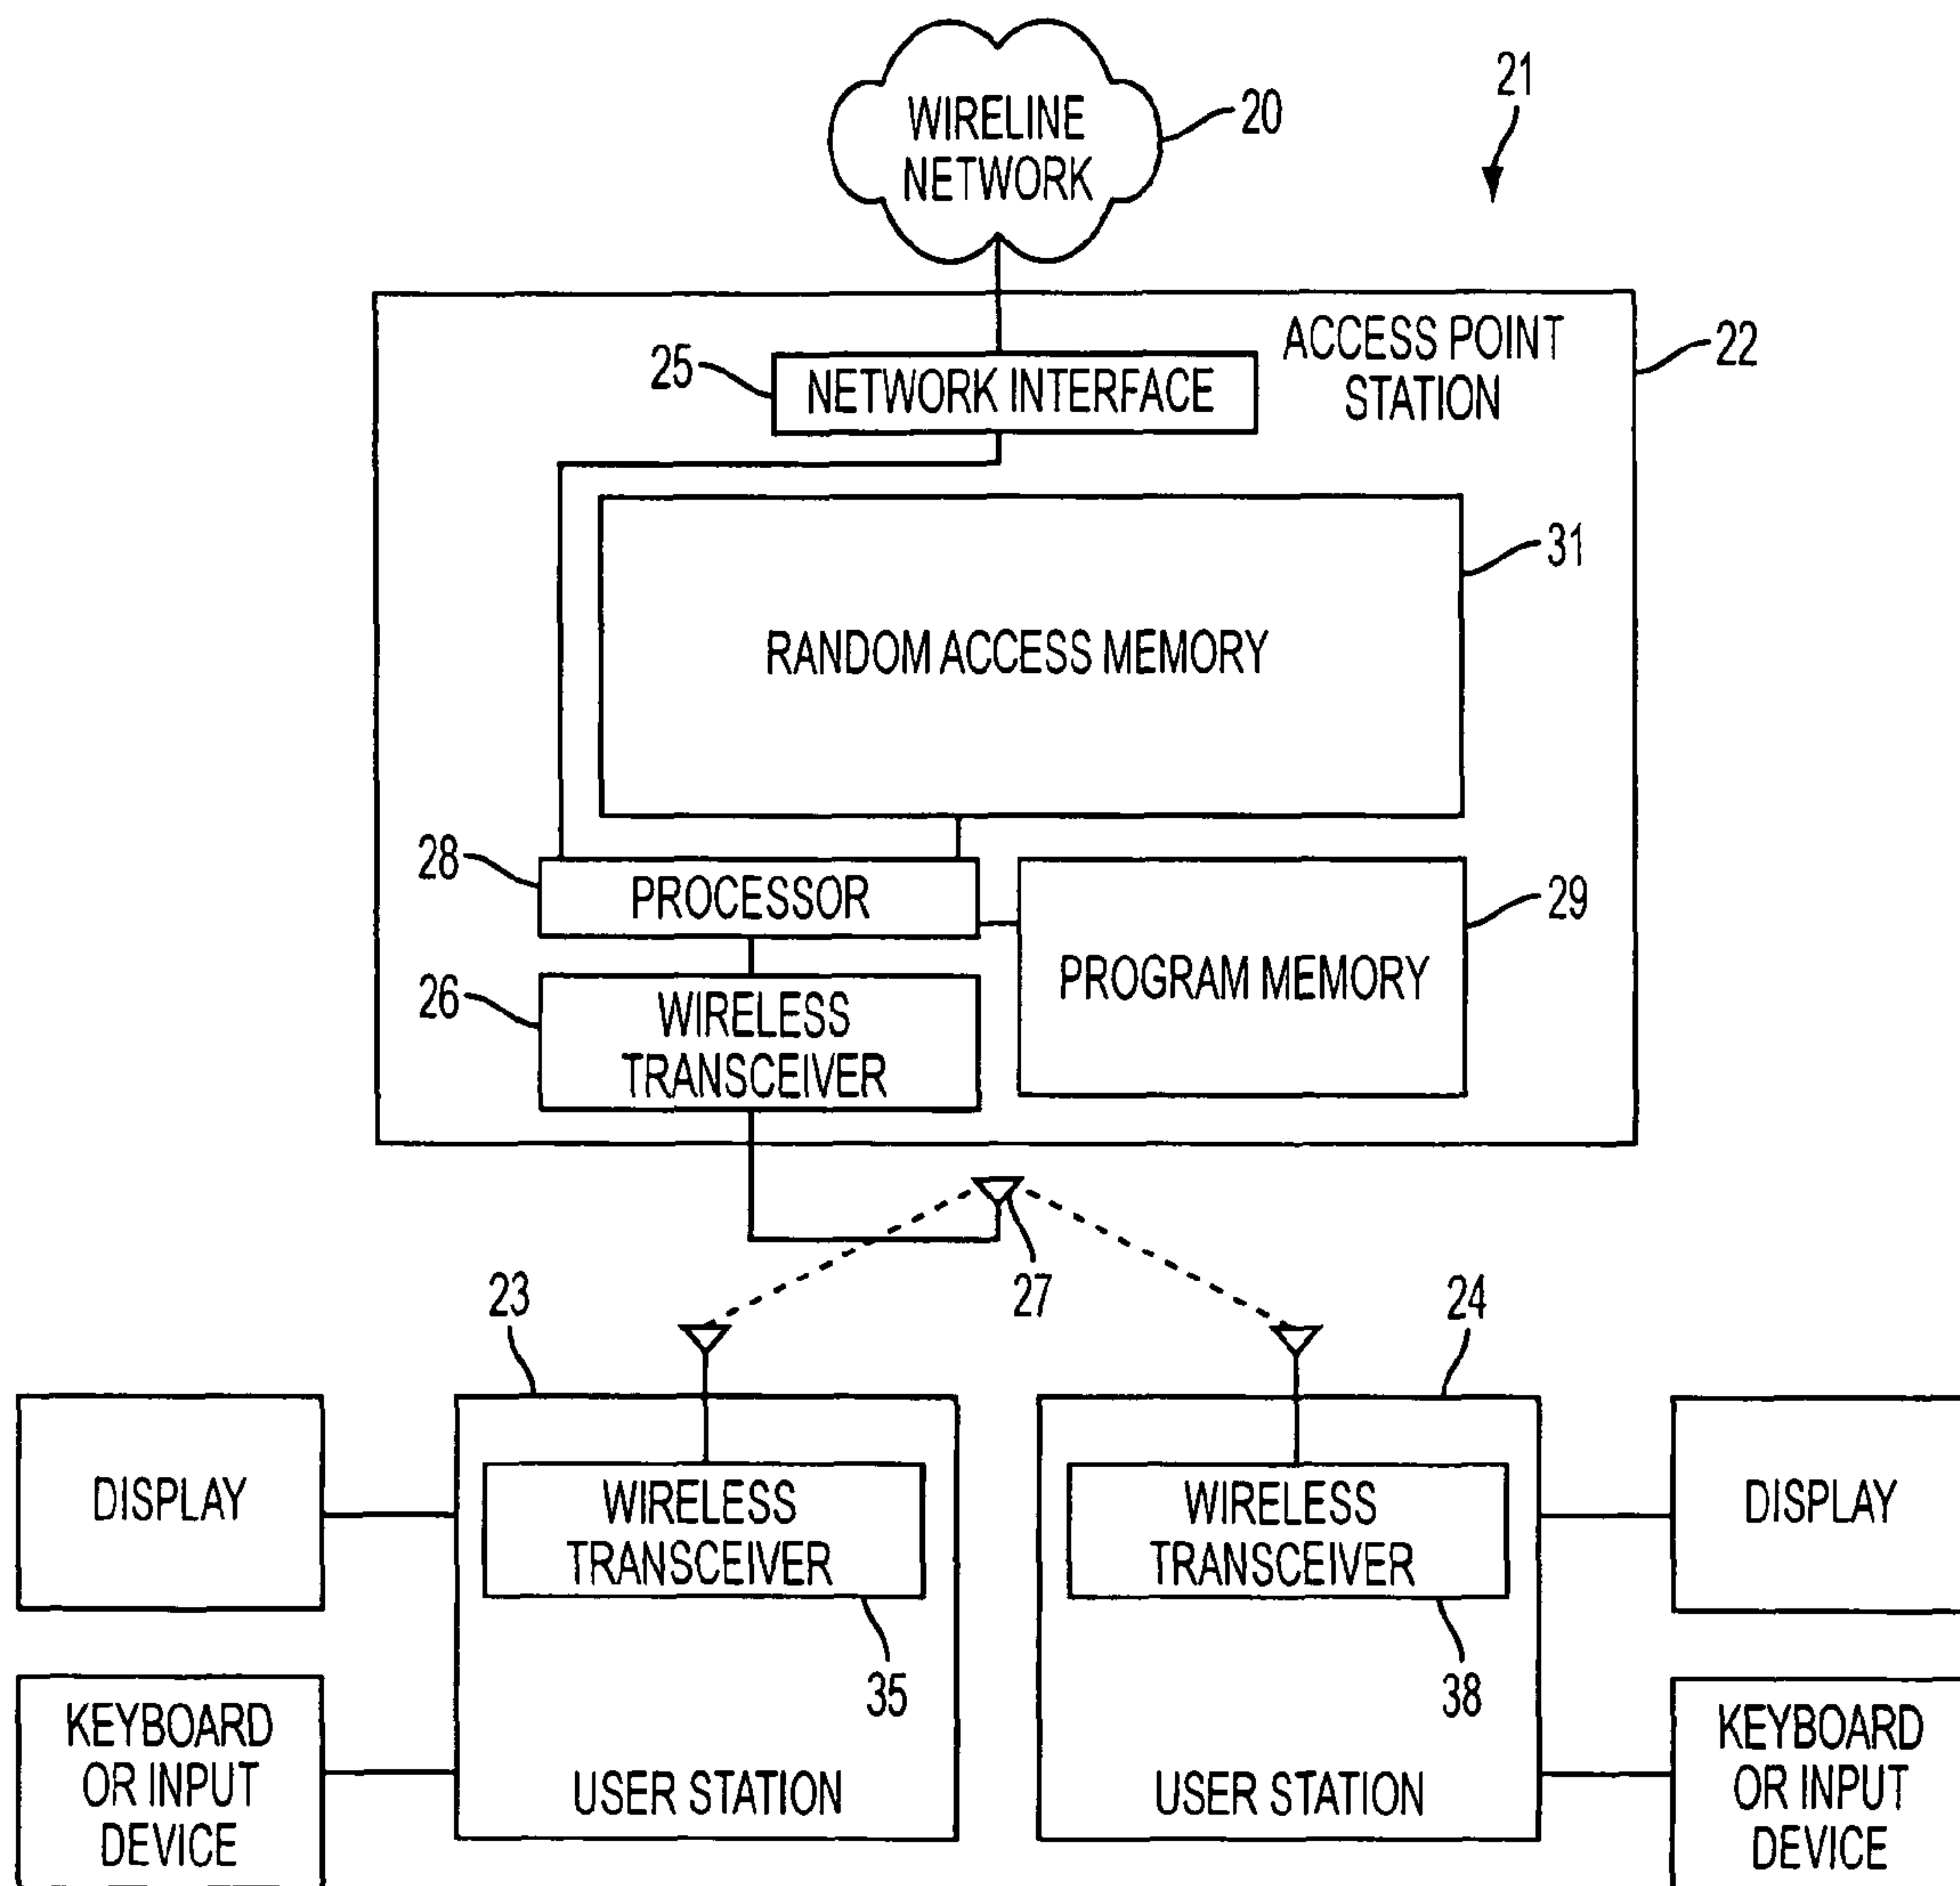 WIRELINE
NETWORK
20
21
ACCESS POINT
STATION
22
25
NETWORK INTERFACE
31
RANDOM ACCESS MEMORY
28
PROCESSOR
29
PROGRAM MEMORY
26
WIRELESS
TRANSCEIVER
27
23
24
DISPLAY
WIRELESS
TRANSCEIVER
35
WIRELESS
TRANSCEIVER
38
DISPLAY
KEYBOARD
OR INPUT
DEVICE
USER STATION
USER STATION
KEYBOARD
OR INPUT
DEVICE